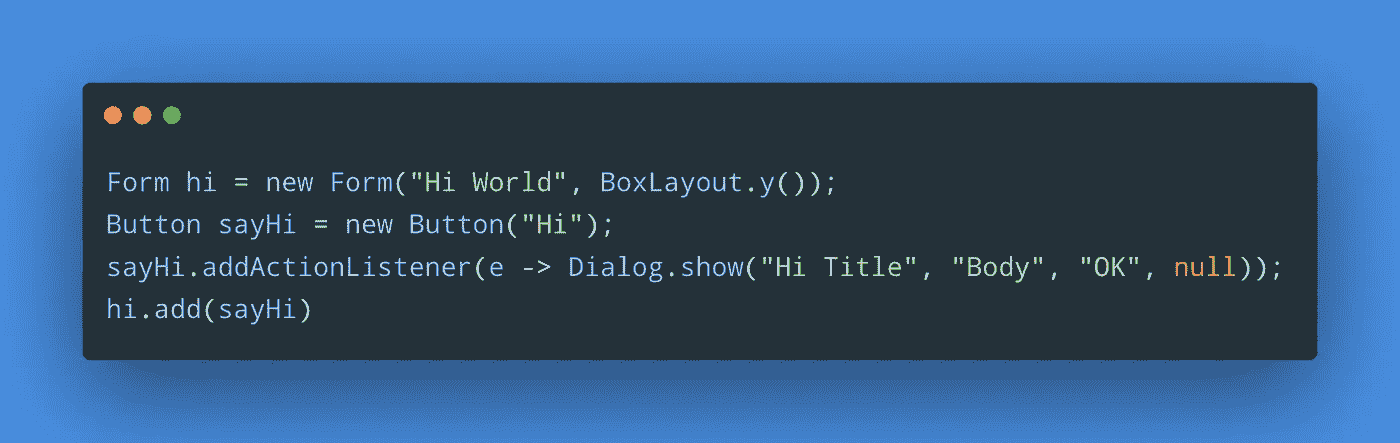 Form hi = new Form("Hi World", BoxLayout.y());
Button sayHi = new Button("Hi");
sayHi.addActionListener(e -> Dialog.show("Hi Title", "Body", "OK", null));
hi.add(sayHi)